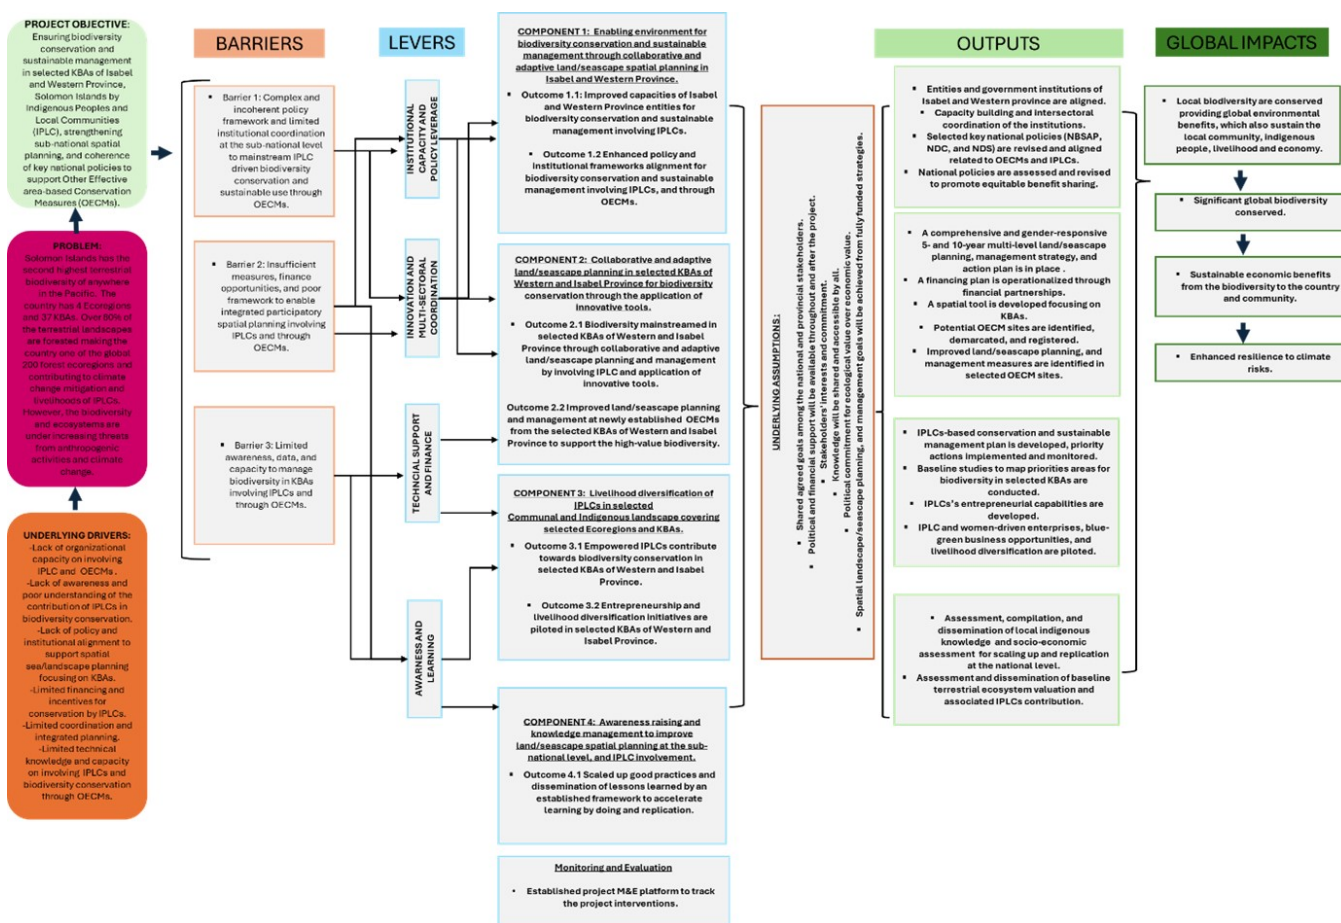 PROJECT OBJECTIVE:
Ensuring biodiversity
conservation and
sustainable management
in selected KBAs of Isabel
and Western Province,
Solomon Islands by
Indigenous Peoples and
Local Communities
(IPLC), strengthening
sub-national spatial
planning, and coherence
of key national policies to
support Other Effective
area-based Conservation
Measures (OECMs).
PROBLEM:
Solomon Islands has the
second highest terrestrial
biodiversity of anywhere
in the Pacific. The
country has 4 Ecoregions
and 37 KBAs. Over 80% of
the terrestrial landscapes
are forested making the
country one of the global
200 forest ecoregions and
contributing to climate
change mitigation and
livelihoods of IPLCs.
However, the biodiversity
and ecosystems are
under increasing threats
from anthropogenic
activities and climate
change.
UNDERLYING DRIVERS:
-Lack of organizational
capacity on involving
IPLC and OECMs .
-Lack of awareness and
poor understanding of the
contribution of IPLCs in
biodiversity conservation.
-Lack of policy and
institutional alignment to
support spatial
sea/landscape planning
focusing on KBAs.
-Limited financing and
incentives for
conservation by IPLCs.
-Limited coordination and
integrated planning.
-Limited technical
knowledge and capacity
on involving IPLCs and
biodiversity conservation
through OECMs.
BARRIERS
▪ Barrier 1: Complex and
incoherent policy
framework and limited
institutional coordination
at the sub-national level
to mainstream IPLC
driven biodiversity
conservation and
sustainable use through
OECMs.
▪ Barrier 2: Insufficient
measures, finance
opportunities, and poor
framework to enable
integrated participatory
spatial planning involving
IPLCs and through
OECMs.
▪ Barrier 3: Limited
awareness, data, and
capacity to manage
biodiversity in KBAs
involving IPLCs and
through OECMs.
LEVERS
INSTITUTIONAL
CAPACITY AND
POLICY LEVERAGE
INNOVATION AND
MULTI-SECTORAL
COORDINATION
TECHNCIAL SUPPORT
AND FINANCE
AWARNESS AND
LEARNING
COMPONENT 1: Enabling environment for
biodiversity conservation and sustainable
management through collaborative and
adaptive land/seascape spatial planning in
Isabel and Western Province.
▪ Outcome 1.1: Improved capacities of Isabel
and Western Province entities for
biodiversity conservation and sustainable
management involving IPLCs.
▪ Outcome 1.2 Enhanced policy and
institutional frameworks alignment for
biodiversity conservation and sustainable
management involving IPLCs, and through
OECMs.
COMPONENT 2: Collaborative and adaptive
land/seascape planning in selected KBAs of
Western and Isabel Province for biodiversity
conservation through the application of
innovative tools.
▪ Outcome 2.1 Biodiversity mainstreamed in
selected KBAs of Western and Isabel
Province through collaborative and adaptive
land/seascape planning and management
by involving IPLC and application of
innovative tools.
Outcome 2.2 Improved land/seascape planning
and management at newly established OECMs
from the selected KBAs of Western and Isabel
Province to support the high-value biodiversity.
COMPONENT 3: Livelihood diversification of
IPLCs in selected
Communal and Indigenous landscape covering
selected Ecoregions and KBAs.
▪ Outcome 3.1 Empowered IPLCs contribute
towards biodiversity conservation in
selected KBAs of Western and Isabel
Province.
▪ Outcome 3.2 Entrepreneurship and
livelihood diversification initiatives are
piloted in selected KBAs of Western and
Isabel Province.
COMPONENT 4: Awareness raising and
knowledge management to improve
land/seascape spatial planning at the sub-
national level, and IPLC involvement.
▪ Outcome 4.1 Scaled up good practices and
dissemination of lessons learned by an
established framework to accelerate
learning by doing and replication.
Monitoring and Evaluation
▪ Established project M&E platform to track
the project interventions.
UNDERLYING ASSUMPTIONS :
▪ Shared agreed goals among the national and provincial stakeholders.
▪ Political and financial support will be available throughout and after the project.
▪ Stakeholders' interests and commitment.
▪ Knowledge will be shared and accessible by all.
▪ Political commitment for ecological value over economic value.
▪ Spatial landscape/seascape planning, and management goals will be achieved from fully funded strategies.
OUTPUTS
▪ Entities and government institutions of
Isabel and Western province are aligned.
▪ Capacity building and intersectoral
coordination of the institutions.
▪ Selected key national policies (NBSAP,
NDC, and NDS) are revised and aligned
related to OECMs and IPLCs.
▪ National policies are assessed and revised
to promote equitable benefit sharing.
▪ A comprehensive and gender-responsive
5- and 10-year multi-level land/seascape
planning, management strategy, and
action plan is in place .
▪ A financing plan is operationalized through
financial partnerships.
▪ A spatial tool is developed focusing on
KBAs.
▪ Potential OECM sites are identified,
demarcated, and registered.
▪ Improved land/seascape planning, and
management measures are identified in
selected OECM sites.
▪ IPLCs-based conservation and sustainable
management plan is developed, priority
actions implemented and monitored.
▪ Baseline studies to map priorities areas for
biodiversity in selected KBAs are
conducted.
▪ IPLCs's entrepreneurial capabilities are
developed.
▪ IPLC and women-driven enterprises, blue-
green business opportunities, and
livelihood diversification are piloted.
▪ Assessment, compilation, and
dissemination of local indigenous
knowledge and socio-economic
assessment for scaling up and replication
at the national level.
▪ Assessment and dissemination of baseline
terrestrial ecosystem valuation and
associated IPLCs contribution.
GLOBAL IMPACTS
▪ Local biodiversity are conserved
providing global environmental
benefits, which also sustain the
local community, indigenous
people, livelihood and economy.
▪ Significant global biodiversity
conserved.
▪ Sustainable economic benefits
from the biodiversity to the country
and community.
▪ Enhanced resilience to climate
risks.